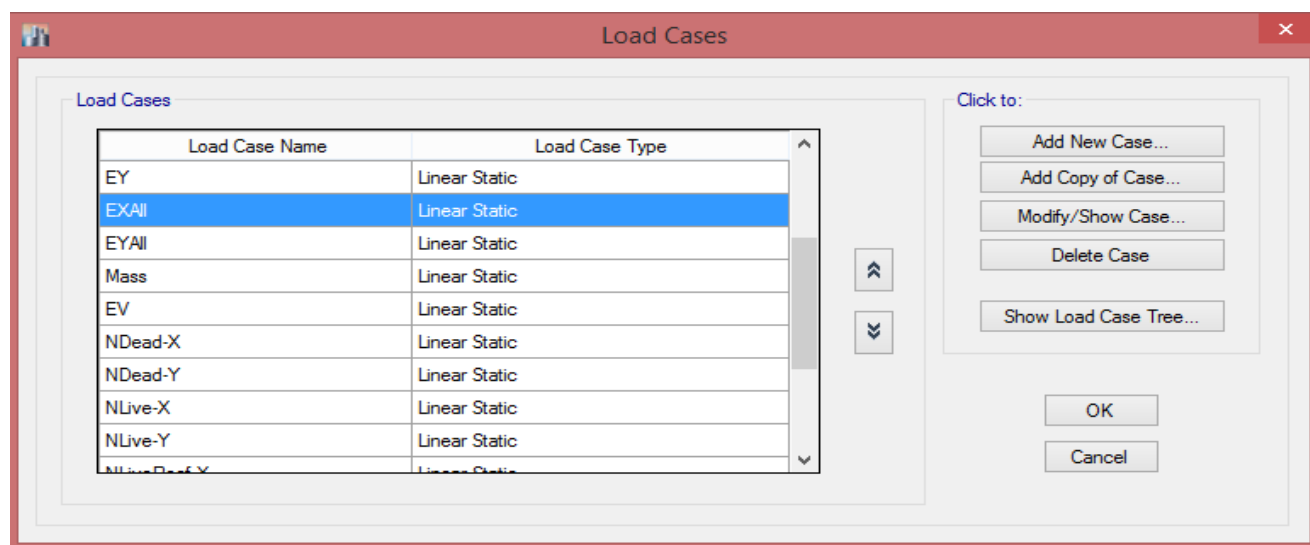 Load Cases
Load Cases
Click to:
Load Case Name Load Case Type
EY Linear Static
EXAll Linear Static
EYAll Linear Static
Mass Linear Static
EV Linear Static
NDead-X Linear Static
NDead-Y Linear Static
NLive-X Linear Static
NLive-Y Linear Static
Add New Case...
Add Copy of Case...
Modify/Show Case...
Delete Case
Show Load Case Tree...
OK
Cancel